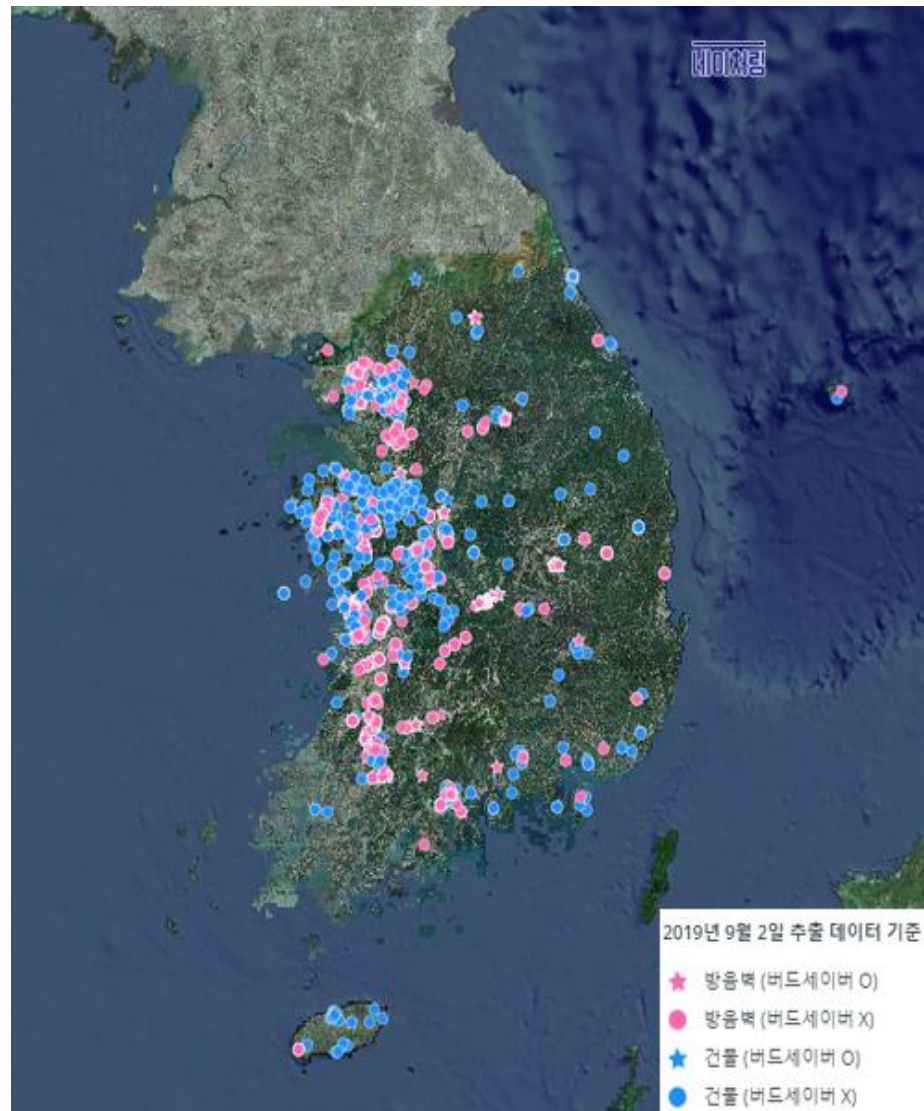 네이처링
2019년 9월 2일 추출 데이터 기준
방음벽 (버드세이버 O)
방음벽 (버드세이버 X)
건물 (버드세이버 O)
건물 (버드세이버 X)